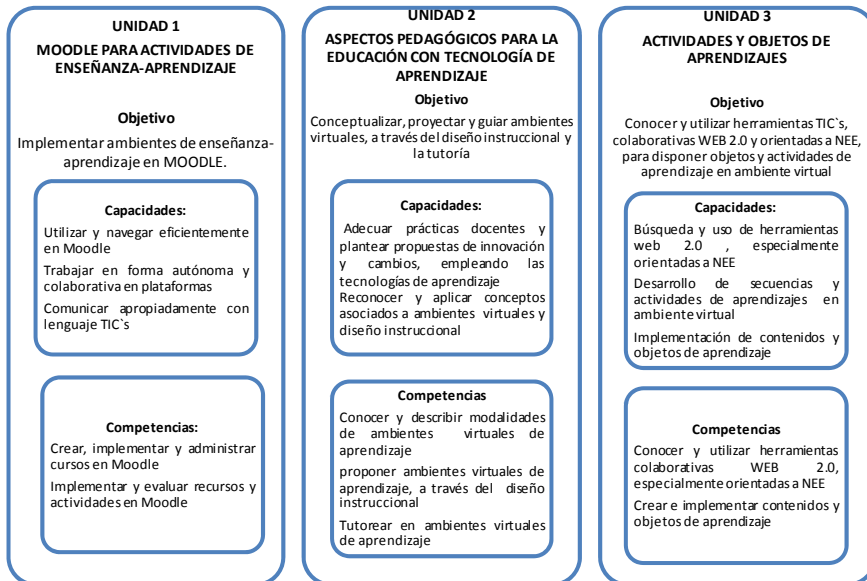 UNIDAD 1
MOODLE PARA ACTIVIDADES DE
ENSEÑANZA-APRENDIZAJE
Objetivo
Implementar ambientes de enseñanza-
aprendizaje en MOODLE.
Capacidades:
Utilizar y navegar eficientemente
en Moodle
Trabajar en forma autónoma y
colaborativa en plataformas
Comunicar apropiadamente con
lenguaje TIC`s
Competencias:
Crear, implementar y administrar
cursos en Moodle
Implementar y evaluar recursos y
actividades en Moodle
UNIDAD 2
ASPECTOS PEDAGÓGICOS PARA LA
EDUCACIÓN CON TECNOLOGÍA DE
APRENDIZAJE
Objetivo
Conceptualizar, proyectar y guiar ambientes
virtuales, a través del diseño instruccional y
la tutoría
Capacidades:
Adecuar prácticas docentes y
plantear propuestas de innovación
y cambios, empleando las
tecnologías de aprendizaje
Reconocer y aplicar conceptos
asociados a ambientes virtuales y
diseño instruccional
Competencias
Conocer y describir modalidades
de ambientes virtuales de
aprendizaje
proponer ambientes virtuales de
aprendizaje, a través del diseño
instruccional
Tutorear en ambientes virtuales
de aprendizaje
UNIDAD 3
ACTIVIDADES Y OBJETOS DE
APRENDIZAJES
Objetivo
Conocer y utilizar herramientas TIC`s,
colaborativas WEB 2.0 y orientadas a NEE,
para disponer objetos y actividades de
aprendizaje en ambiente virtual
Capacidades:
Búsqueda y uso de herramientas
web 2.0 , especialmente
orientadas a NEE
Desarrollo de secuencias y
actividades de aprendizajes en
ambiente virtual
Implementación de contenidos y
objetos de aprendizaje
Competencias
Conocer y utilizar herramientas
colaborativas WEB 2.0,
especialmente orientadas a NEE
Crear e implementar contenidos y
objetos de aprendizaje